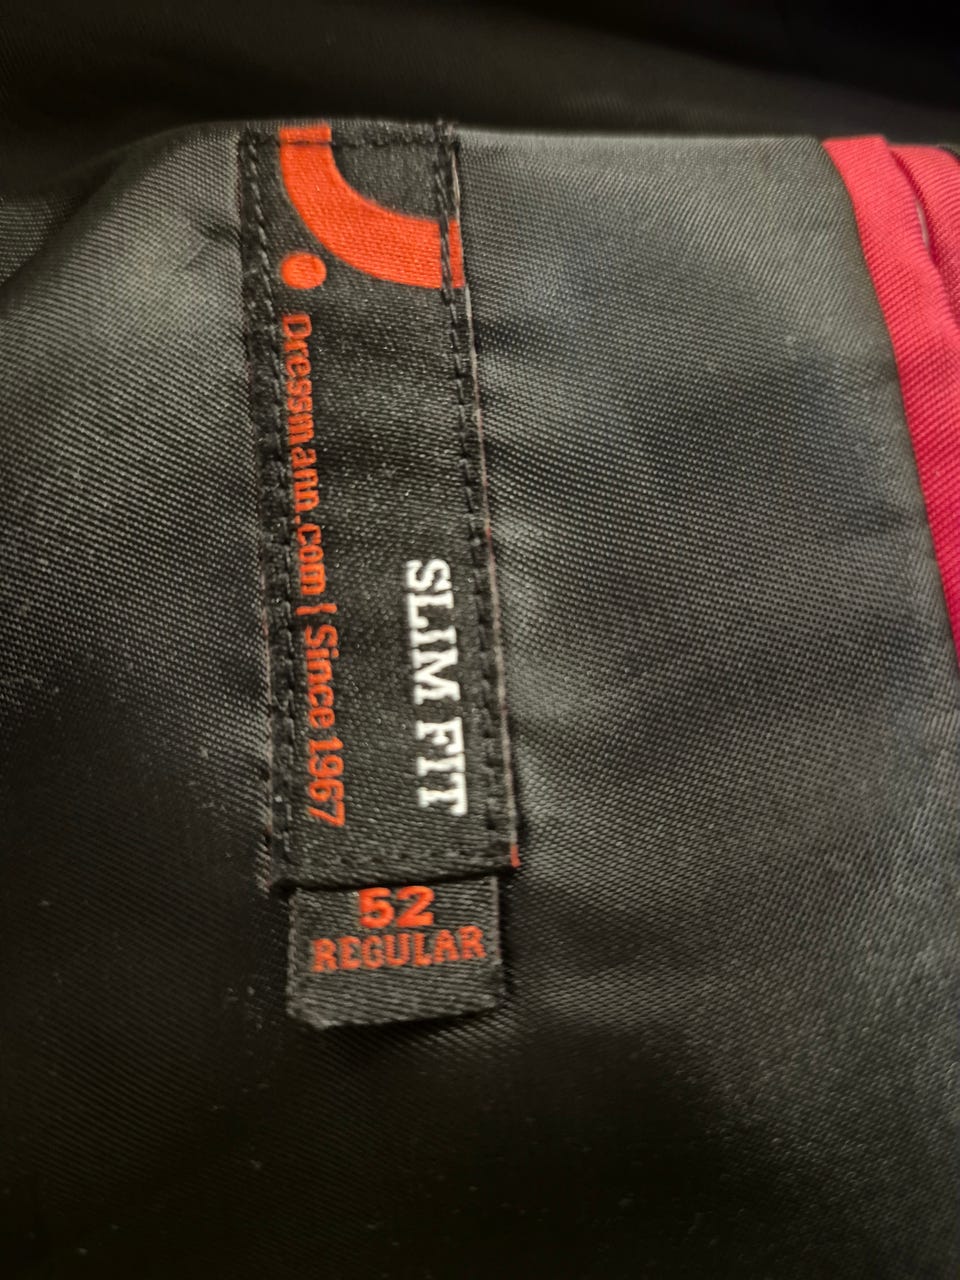 Dressmann.com | Since 1967
SLIM FIT
52
REGULAR